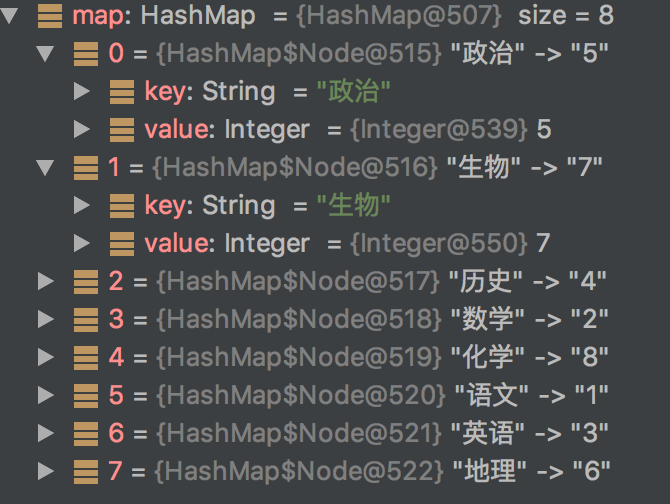 map: HashMap = {HashMap@507} size = 8
0 = {HashMap$Node@515} "政治" -> "5"
key: String = "政治"
value: Integer = {Integer@539} 5
1 = {HashMap$Node@516} "生物" -> "7"
key: String = "生物"
value: Integer = {Integer@550} 7
2 = {HashMap$Node@517} "历史" -> "4"
3 = {HashMap$Node@518} "数学" -> "2"
4 = {HashMap$Node@519} "化学" -> "8"
5 = {HashMap$Node@520} "语文" -> "1"
6 = {HashMap$Node@521} "英语" -> "3"
7 = {HashMap$Node@522} "地理" -> "6"